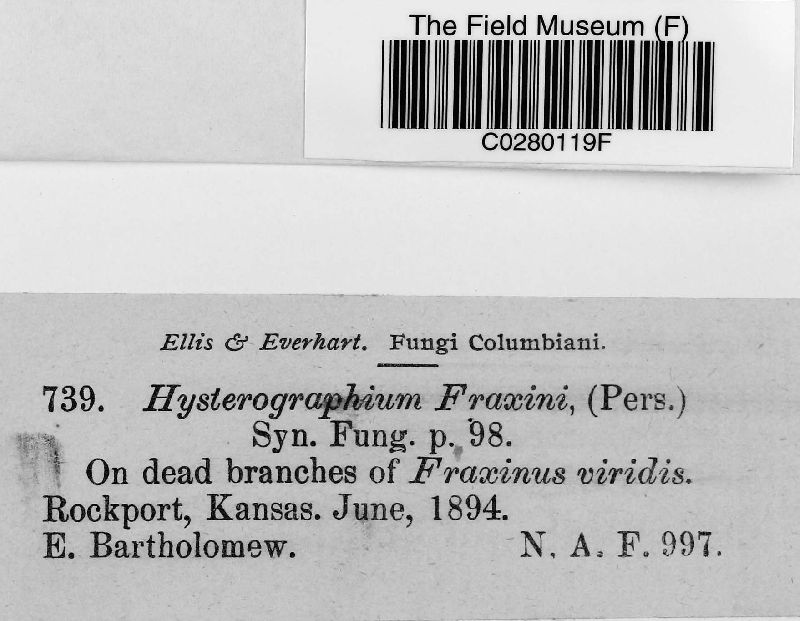 The Field Museum (F)
C0280119F
Ellis & Everhart. Fungi Columbiani.
739. Hysterographium Fraxini, (Pers.)
Syn. Fung. p. 98.
On dead branches of Fraxinus viridis.
Rockport, Kansas. June, 1894.
E. Bartholomew. N. A. F. 997.